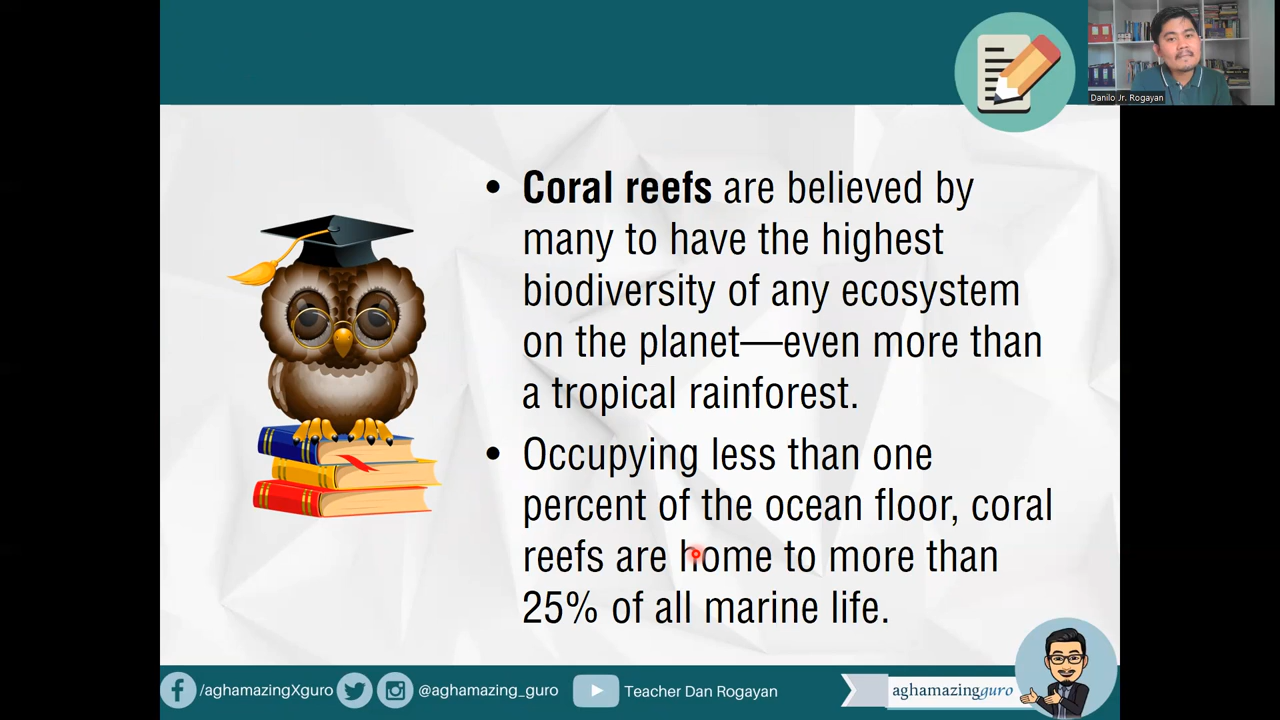 Danilo Jr. Rogayan
• Coral reefs are believed by
many to have the highest
biodiversity of any ecosystem
on the planet—even more than
a tropical rainforest.
• Occupying less than one
percent of the ocean floor, coral
reefs are home to more than
25% of all marine life.
/aghamazingXguro @aghamazing_guro Teacher Dan Rogayan aghamazingguro